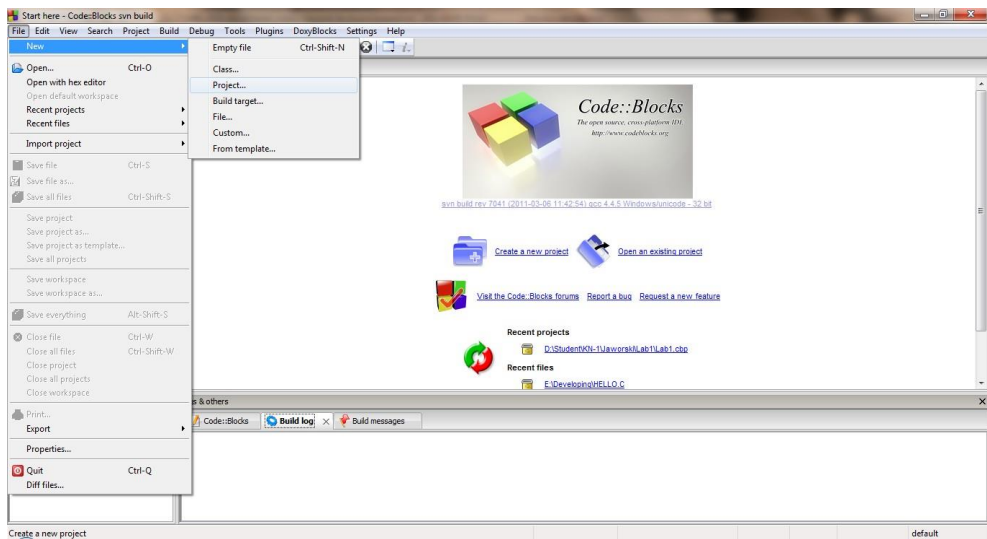 Start here - Code::Blocks svn build
File Edit View Search Project Build Debug Tools Plugins DoxyBlocks Settings Help
New
Open... Ctrl-O
Open with hex editor
Open default workspace
Recent projects
Recent files
Import project
Save file Ctrl-S
Save file as...
Save all files Ctrl-Shift-S
Save project
Save project as...
Save project as template...
Save all projects
Save workspace
Save workspace as...
Save everything Alt-Shift-S
Close file Ctrl-W
Close all files Ctrl-Shift-W
Close project
Close all projects
Close workspace
Print...
Export
Properties...
Quit Ctrl-Q
Diff files...
Empty file Ctrl-Shift-N
Class...
Project...
Build target...
File...
Custom...
From template...
Code::Blocks
The open source, cross-platform IDE
http://www.codeblocks.org
svn build rev 7041 (2011-03-06 11:42:54) gcc 4.4.5 Windows/unicode - 32 bit
Create a new project Open an existing project
Visit the Code::Blocks forums Report a bug Request a new feature
Recent projects
D:\Student\KN-1\Jaworski\Lab1\Lab1.cbp
Recent files
E:\Developing\HELLO.C
s & others
Code::Blocks Build log Build messages
Create a new project default